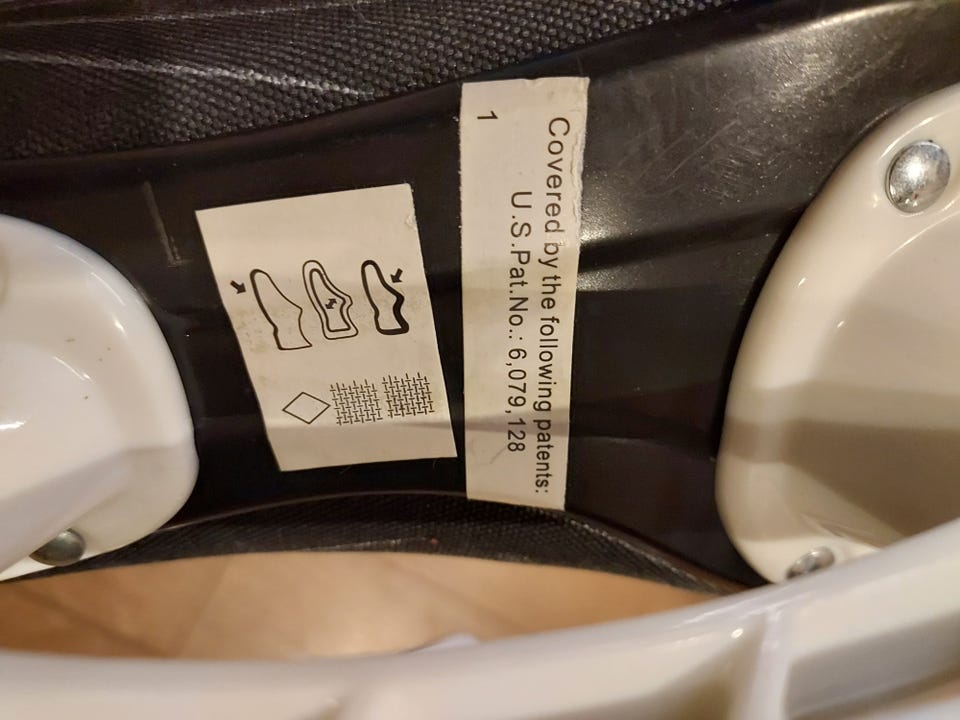 Covered by the following patents:
U.S.Pat.No.: 6,079,128
1